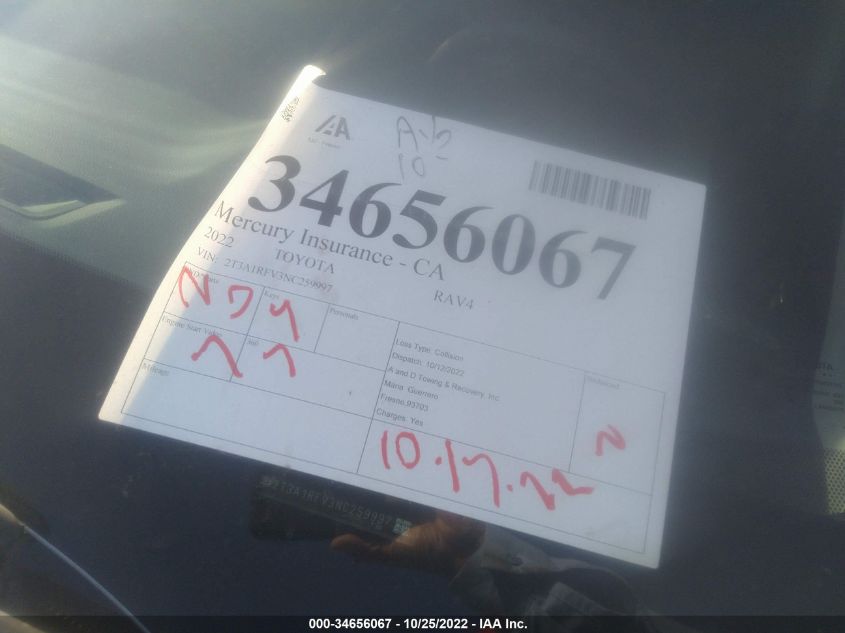 IAA
A-12
10-
34656067
Mercury Insurance - CA
2022 TOYOTA RAV4
VIN: 2T3A1RFV3NC259997
Keys
Personals
N
Y
Engine Start Video
360
Mileage
Loss Type: Collision
Dispatch: 10/12/2022
A and D Towing & Recovery, Inc
Maria Guerrero
Fresno,93703
Charges: Yes
N
10.17.22
2T3A1RFV3NC259997
000-34656067 - 10/25/2022 - IAA Inc.